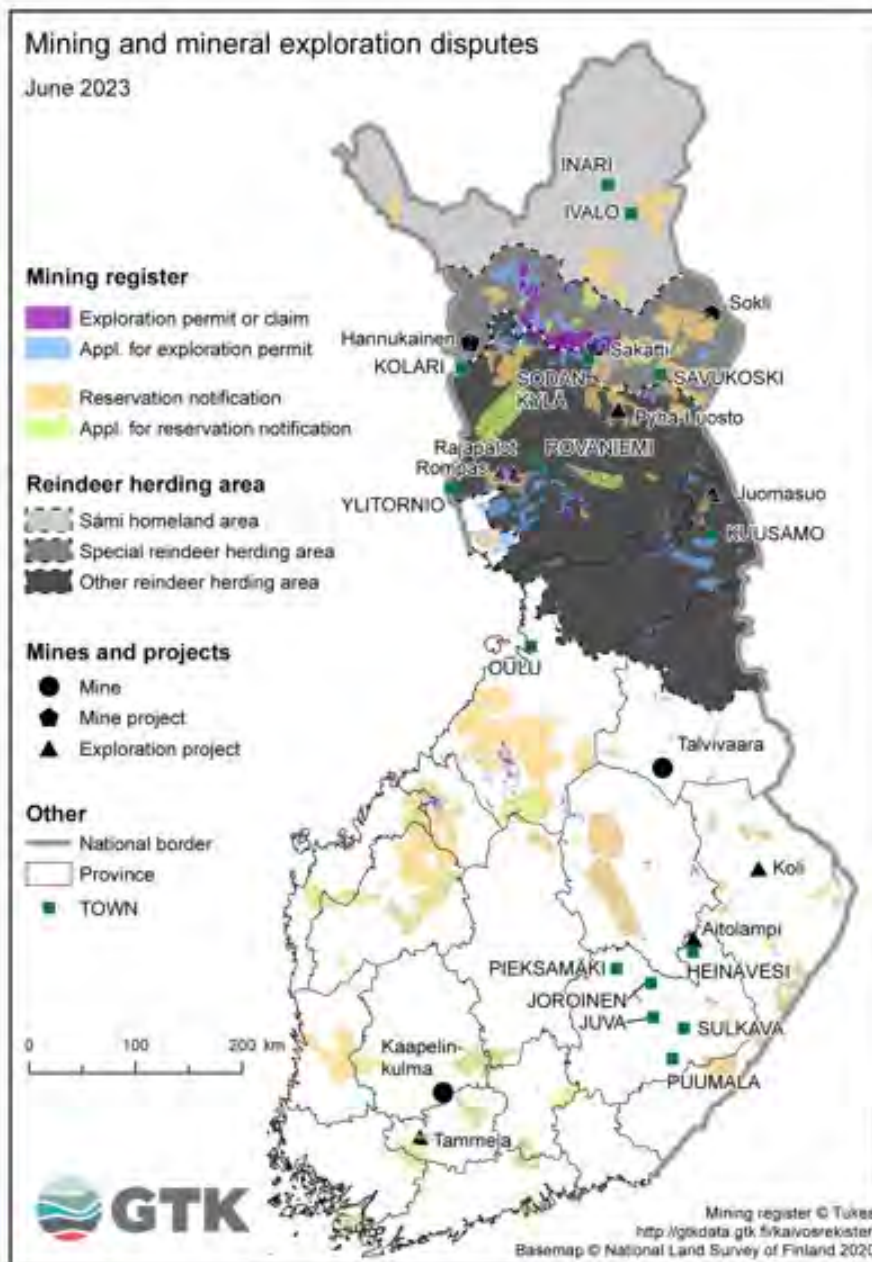 Mining and mineral exploration disputes
June 2023
INARI
IVALO
Mining register
Exploration permit or claim
Appl. for exploration permit
Reservation notification
Appl. for reservation notification
Reindeer herding area
Sámi homeland area
Special reindeer herding area
Other reindeer herding area
Mines and projects
Mine
Mine project
Exploration project
Other
National border
Province
TOWN
0 100 200 km
Sokli
Hannukainen
Sakatti
KOLARI
SODAN-
KYLÄ
SAVUKOSKI
Pyhä-Luosto
Rajapalot
Rompas
ROVANIEMI
YLITORNIO
Juomasuo
KUUSAMO
OULU
Talvivaara
Koli
Aitolampi
HEINÄVESI
PIEKSÄMÄKI
JOROINEN
JUVA
SULKAVA
PUUMALA
Kaapelin-
kulma
Tammela
GTK
Mining register © Tukes
http://gtkdata.gtk.fi/kaivosrekisteri
Basemap © National Land Survey of Finland 2020